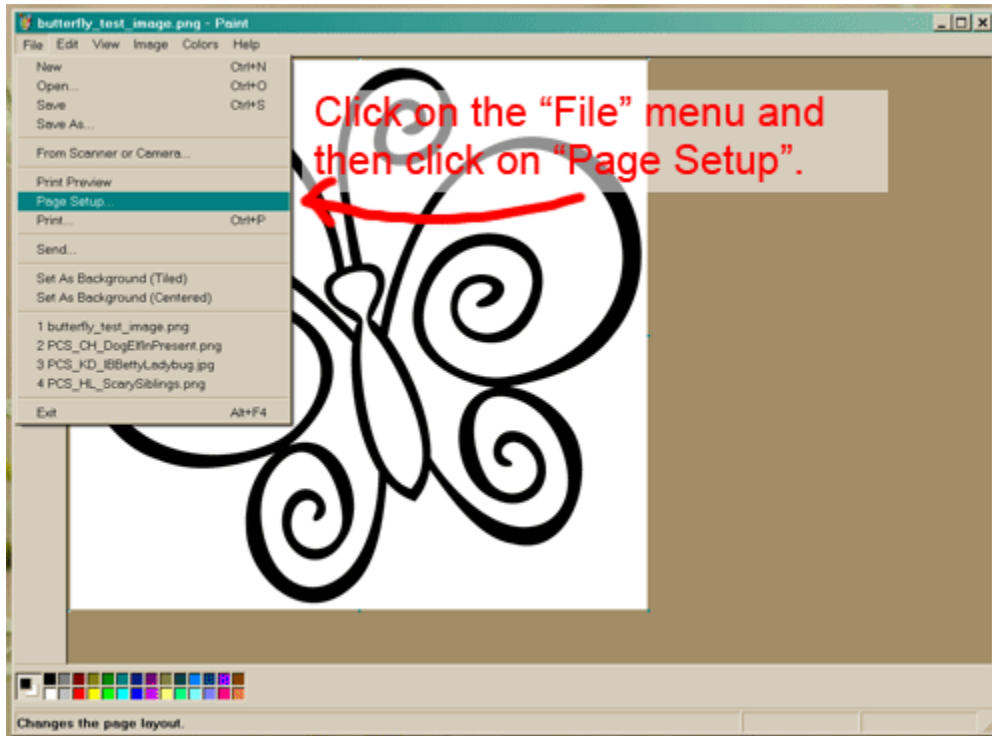 butterfly_test_image.png - Paint
File Edit View Image Colors Help
New Ctrl+N
Open... Ctrl+O
Save Ctrl+S
Save As...
From Scanner or Camera...
Print Preview
Page Setup...
Print... Ctrl+P
Send...
Set As Background (Tiled)
Set As Background (Centered)
1 butterfly_test_image.png
2 PCS_CH_DogElfInPresent.png
3 PCS_KD_IBBettyLadybug.jpg
4 PCS_HL_ScarySiblings.png
Exit Alt+F4
Click on the “File” menu and
then click on “Page Setup”.
Changes the page layout.